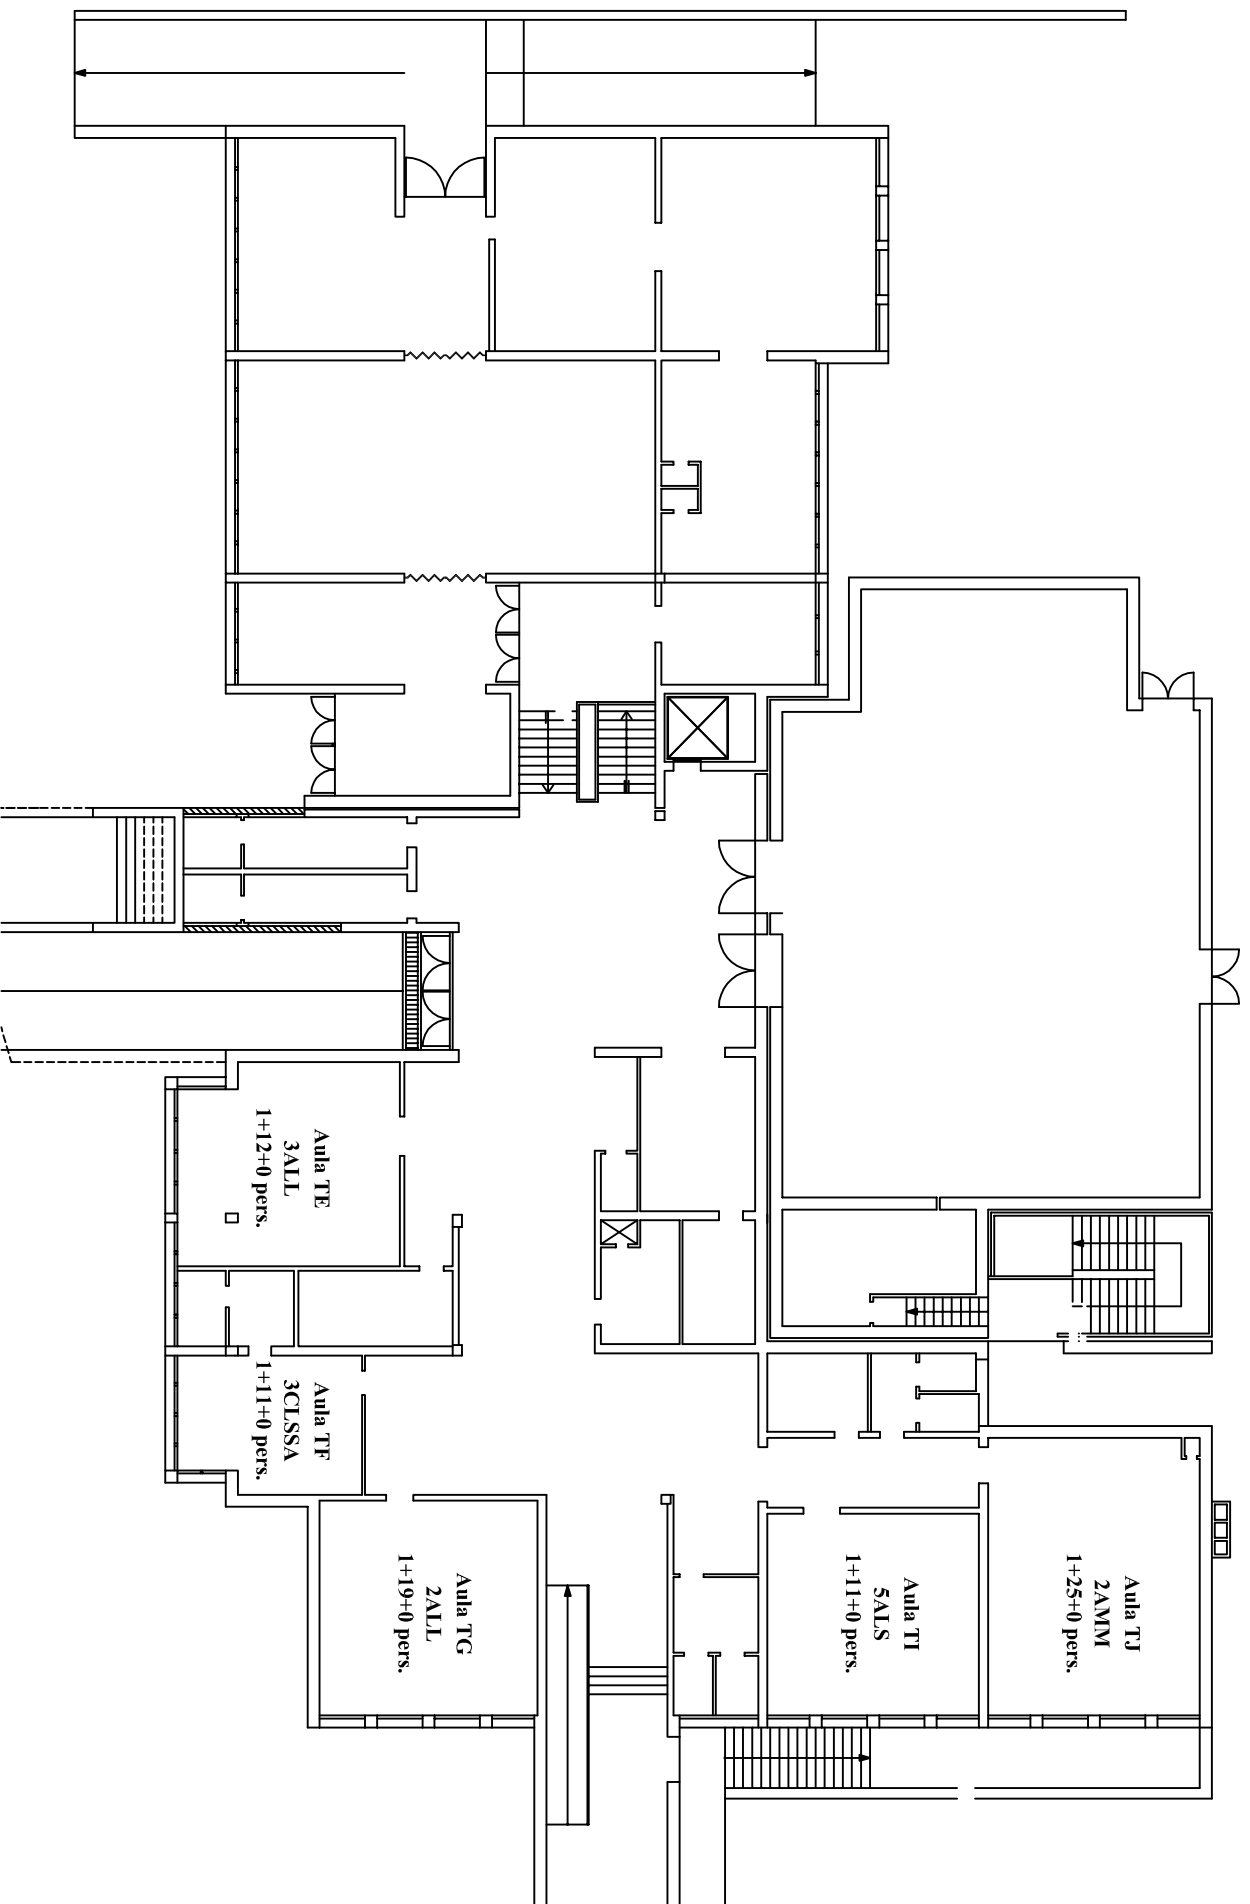 Aula TE
3ALL
1+12+0 pers.
Aula TF
3CLSSA
1+11+0 pers.
Aula TG
2ALL
1+19+0 pers.
Aula TI
5ALS
1+11+0 pers.
Aula TJ
2AMM
1+25+0 pers.